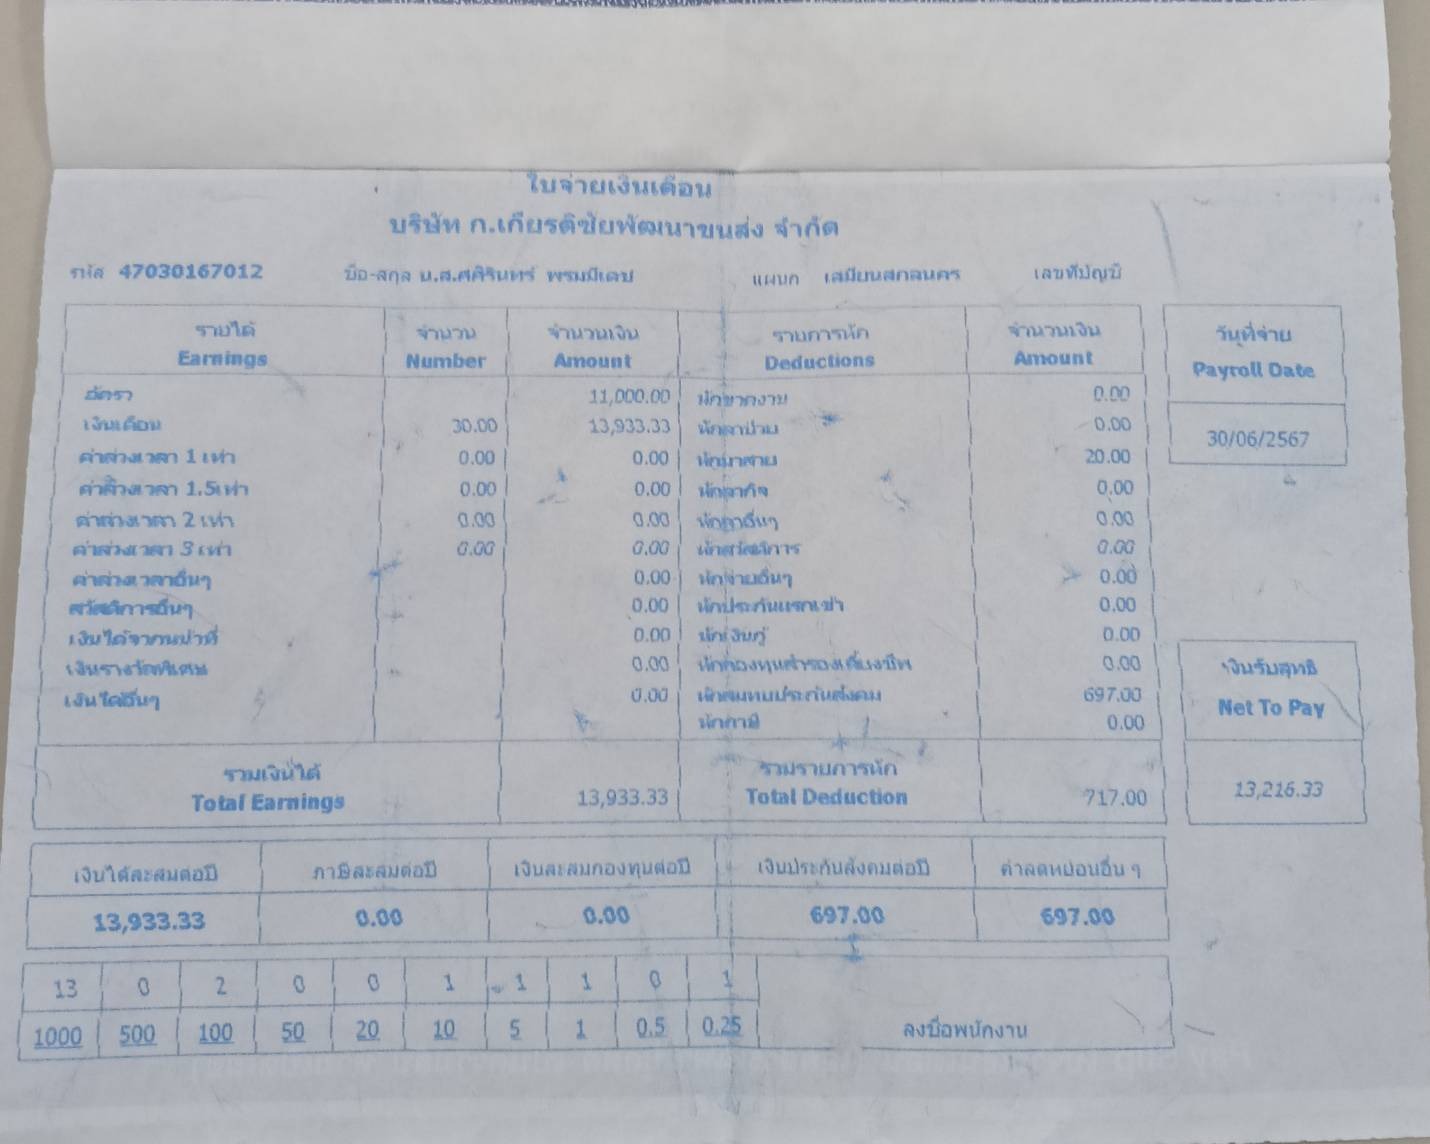 ใบจ่ายเงินเดือน
บริษัท ก.เกียรติชัยพัฒนาขนส่ง จำกัด
รหัส 47030167012 ชื่อ-สกุล น.ส.ศศิรินทร์ พรมมีเดช แผนก เสมียนสกลนคร เลขที่บัญชี
รายได้ จำนวน จำนวนเงิน รายการหัก จำนวนเงิน วันที่จ่าย
Earnings Number Amount Deductions Amount Payroll Date
อัตรา 11,000.00 หักขาดงาน 0.00
เงินเดือน 30.00 13,933.33 หักลาป่วย 0.00 30/06/2567
ค่าล่วงเวลา 1 เท่า 0.00 0.00 หักมาสาย 20.00
ค่าล่วงเวลา 1.5เท่า 0.00 0.00 หักลากิจ 0.00
ค่าล่วงเวลา 2 เท่า 0.00 0.00 หักลาอื่นๆ 0.00
ค่าล่วงเวลา 3 เท่า 0.00 0.00 หักสวัสดิการ 0.00
ค่าล่วงเวลาอื่นๆ 0.00 หักจ่ายอื่นๆ 0.00
สวัสดิการอื่นๆ 0.00 หักประกันแรกเข้า 0.00
เงินได้จากหน้าที่ 0.00 หักเงินกู้ 0.00
เงินรางวัลพิเศษ 0.00 หักกองทุนสำรองเลี้ยงชีพ 0.00 เงินรับสุทธิ
เงินได้อื่นๆ 0.00 หักสมทบประกันสังคม 697.00 Net To Pay
หักภาษี 0.00
รวมเงินได้ รวมรายการหัก
Total Earnings 13,933.33 Total Deduction 717.00 13,216.33
เงินได้สะสมต่อปี ภาษีสะสมต่อปี เงินสะสมกองทุนต่อปี เงินประกันสังคมต่อปี ค่าลดหย่อนอื่น ๆ
13,933.33 0.00 0.00 697.00 697.00
13 0 2 0 0 1 1 1 0 1
1000 500 100 50 20 10 5 1 0.5 0.25 ลงชื่อพนักงาน